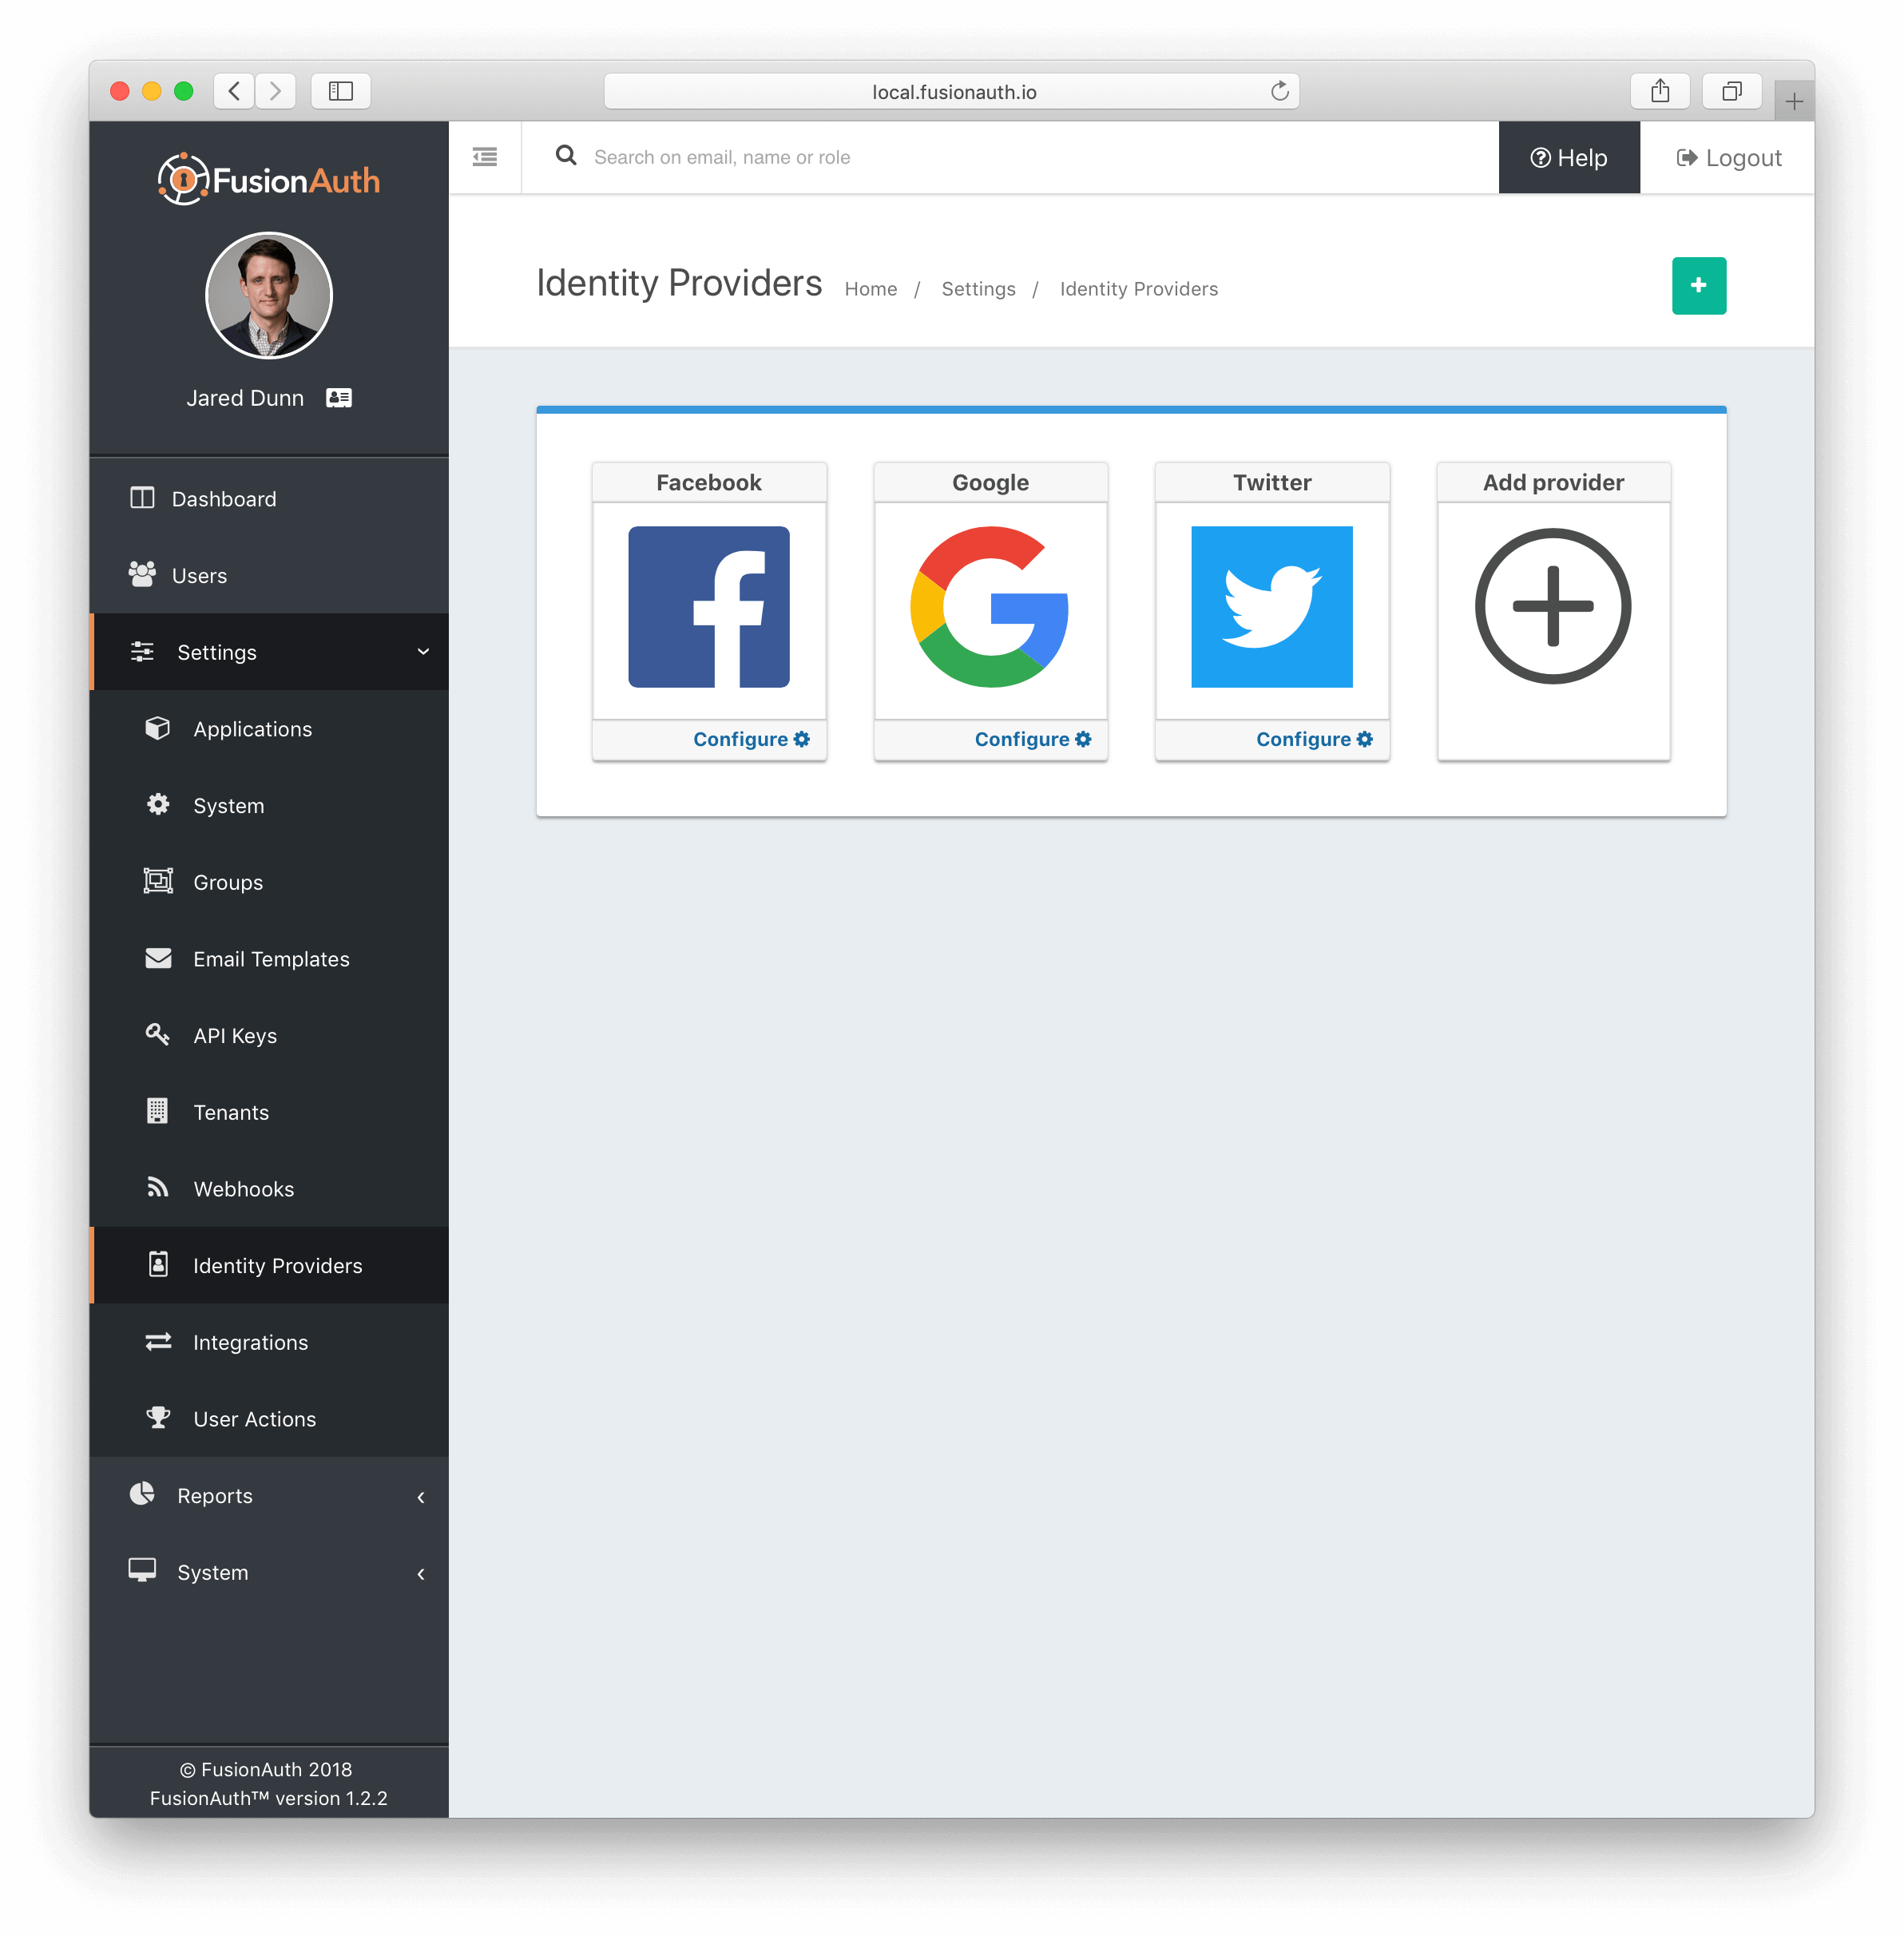 local.fusionauth.io
FusionAuth
Search on email, name or role
Help
Logout
Jared Dunn
Identity Providers
Home / Settings / Identity Providers
Dashboard
Users
Settings
Applications
System
Groups
Email Templates
API Keys
Tenants
Webhooks
Identity Providers
Integrations
User Actions
Reports
System
© FusionAuth 2018
FusionAuth™ version 1.2.2
Facebook
Configure
Google
Configure
Twitter
Configure
Add provider